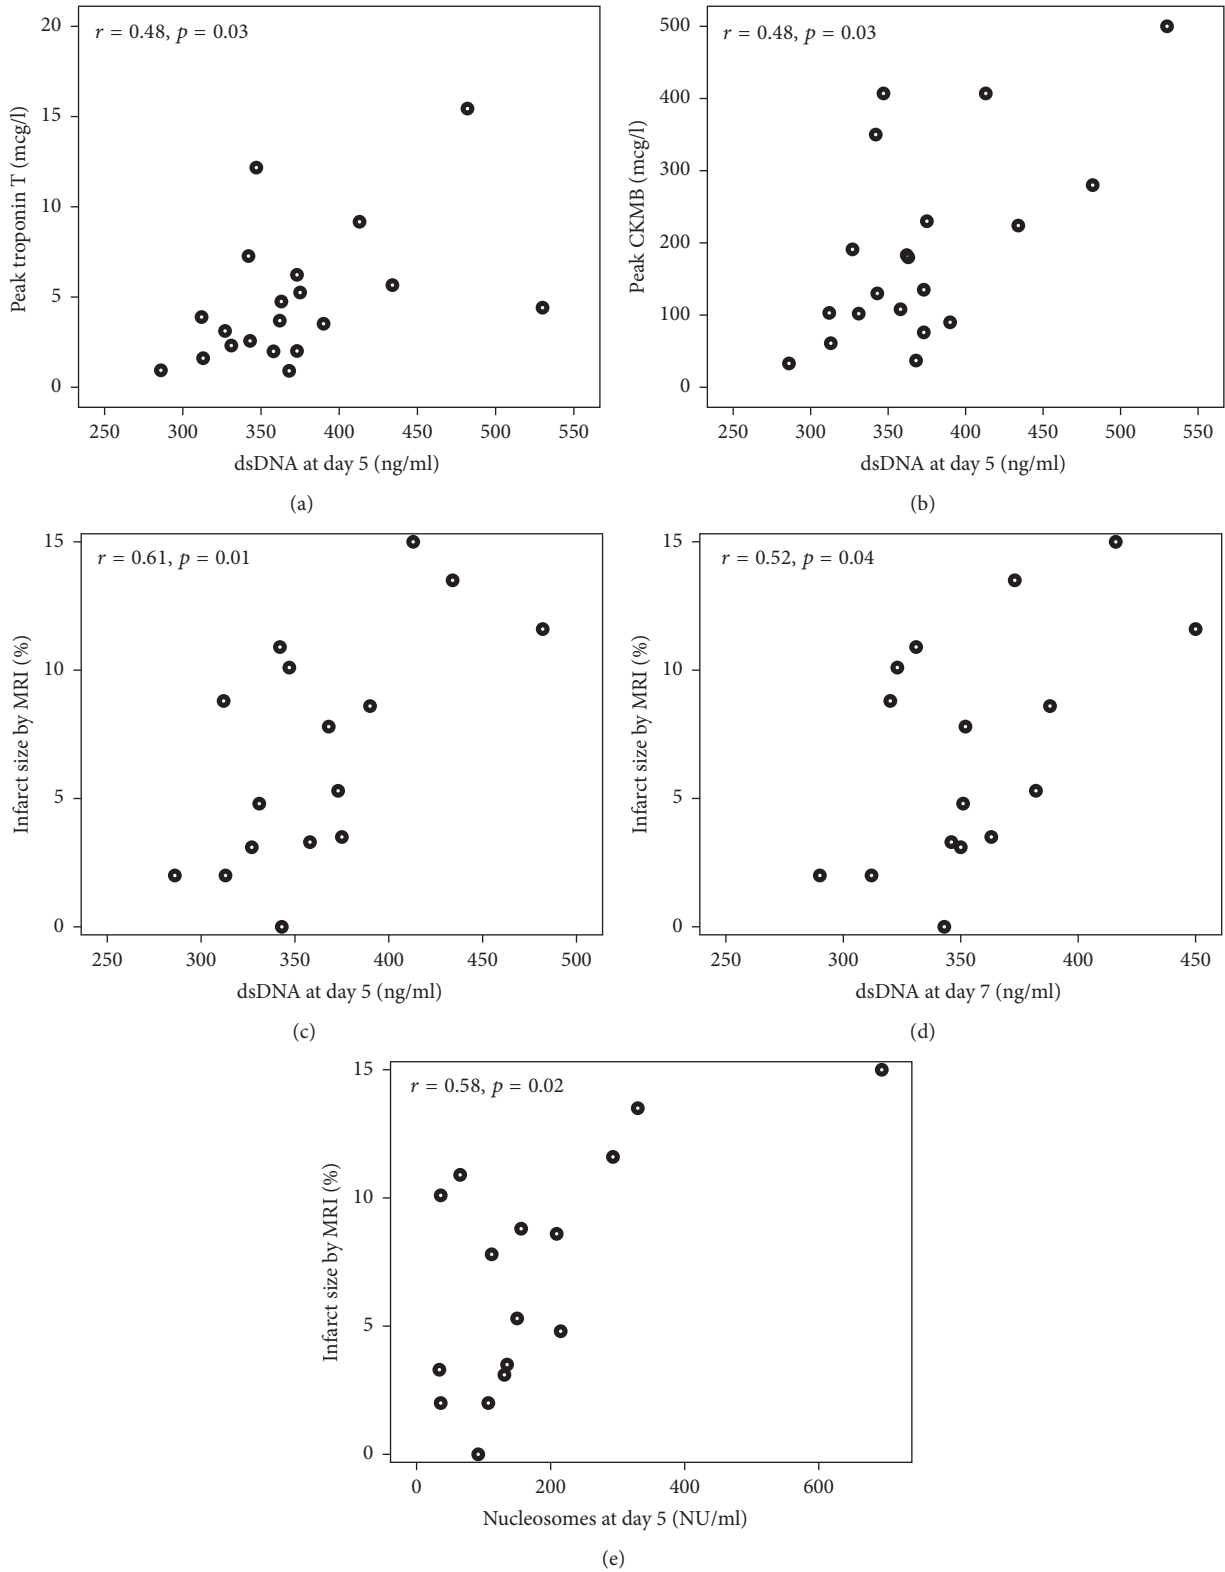 r = 0.48, p = 0.03
Peak troponin T (mcg/l)
20
15
10
5
0
250 300 350 400 450 500 550
dsDNA at day 5 (ng/ml)
(a)
r = 0.48, p = 0.03
Peak CKMB (mcg/l)
500
400
300
200
100
0
250 300 350 400 450 500 550
dsDNA at day 5 (ng/ml)
(b)
r = 0.61, p = 0.01
Infarct size by MRI (%)
15
10
5
0
250 300 350 400 450 500
dsDNA at day 5 (ng/ml)
(c)
r = 0.52, p = 0.04
Infarct size by MRI (%)
15
10
5
0
250 300 350 400 450
dsDNA at day 7 (ng/ml)
(d)
r = 0.58, p = 0.02
Infarct size by MRI (%)
15
10
5
0
0 200 400 600
Nucleosomes at day 5 (NU/ml)
(e)